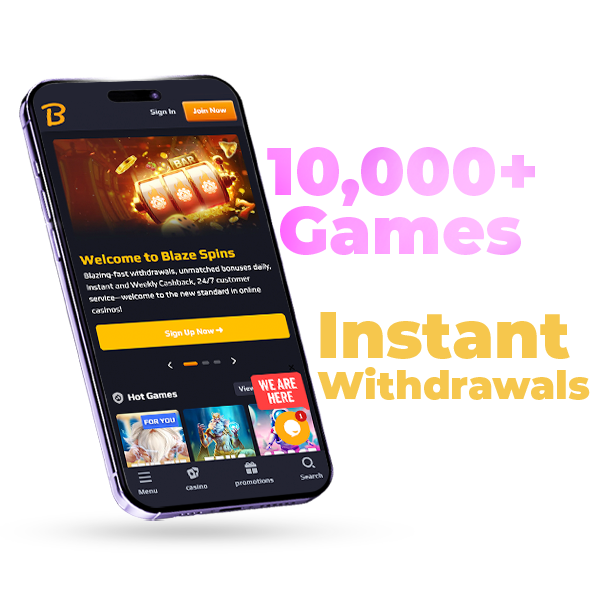 B
Sign In
Join Now
BAR
Welcome to Blaze Spins
Blazing-fast withdrawals, unmatched bonuses daily,
Instant and Weekly Cashback, 24/7 customer
service—welcome to the new standard in online
casinos!
Sign Up Now →
Hot Games
View
WE ARE
HERE
1
FOR YOU
Menu
casino
promotions
Search
10,000+
Games
Instant
Withdrawals